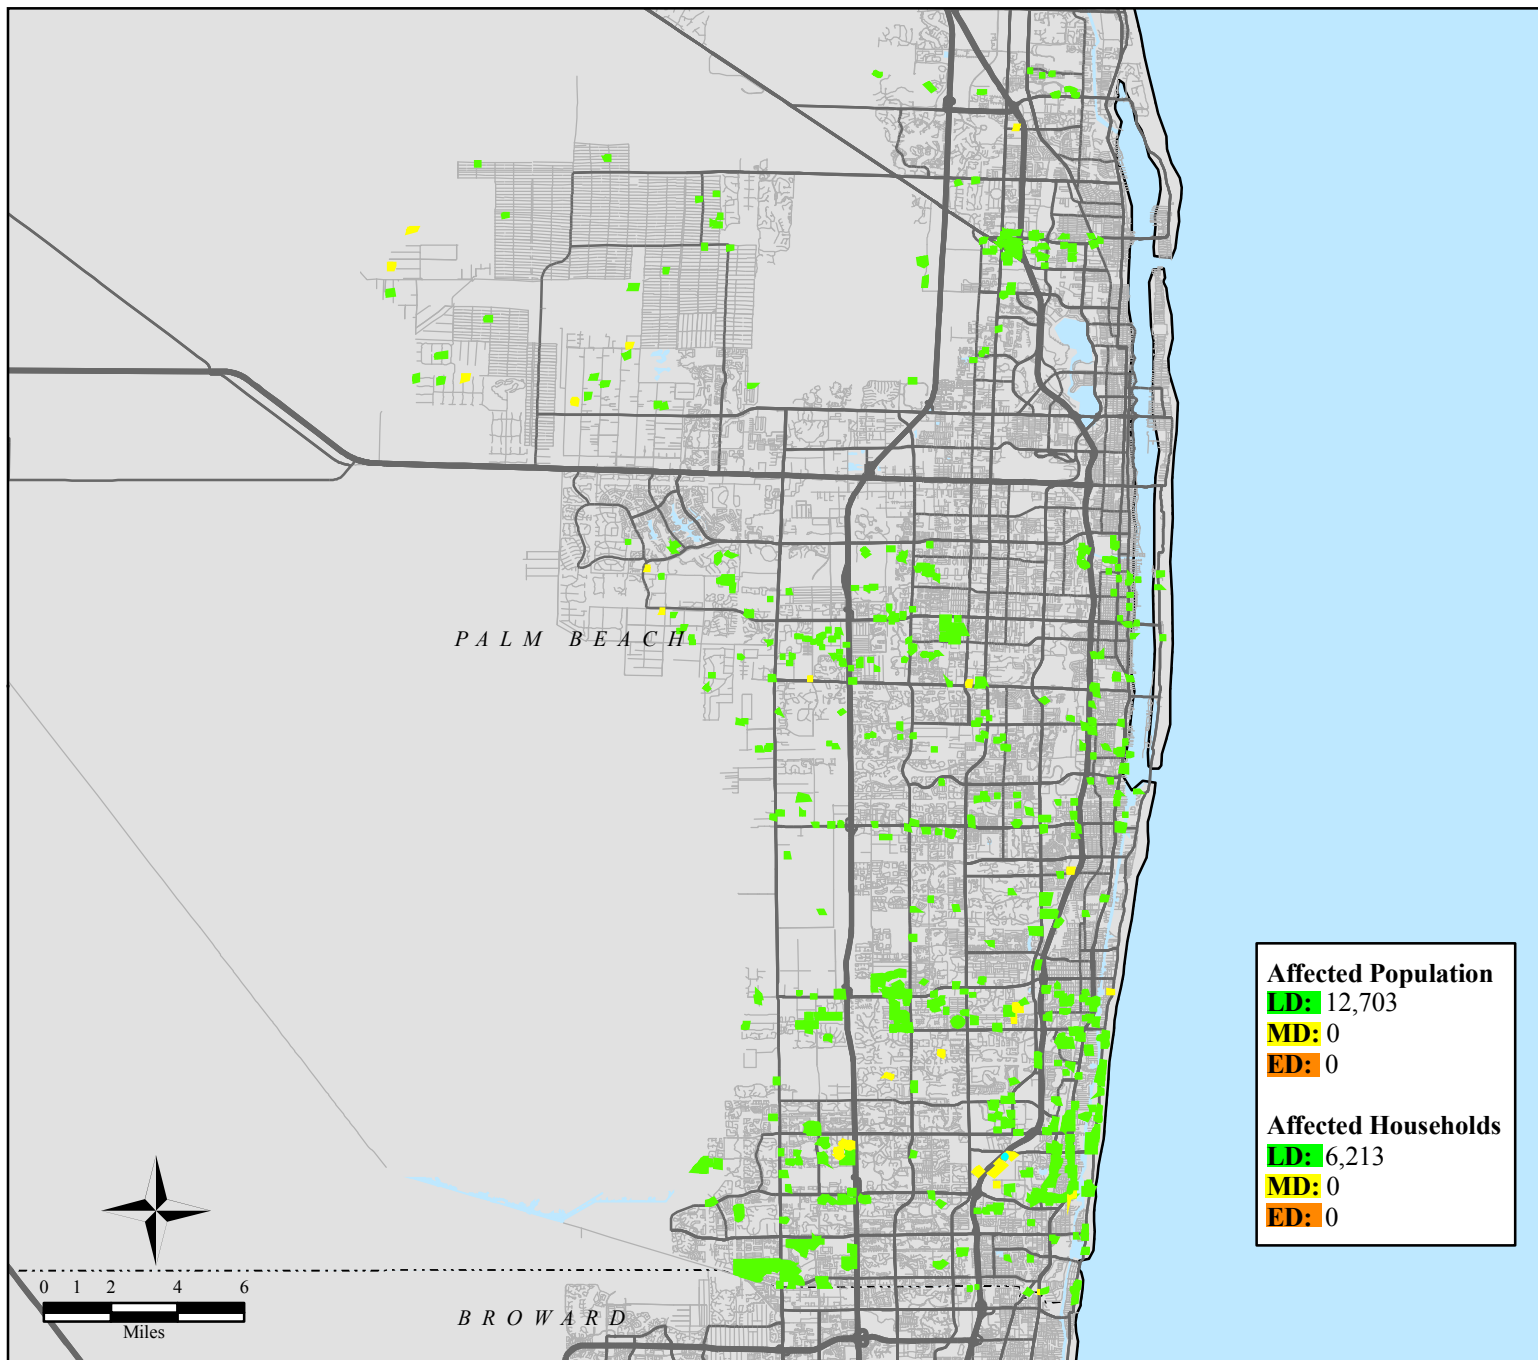 PALM BEACH
Affected Population
LD: 12,703
MD: 0
ED: 0
Affected Households
LD: 6,213
MD: 0
ED: 0
0 1 2 4 6
Miles
BROWARD